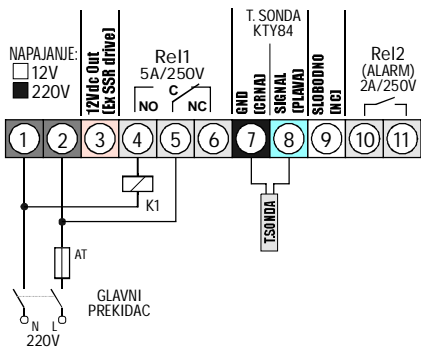 NAPAJANJE:
12V
220V
12Vdc Out
(Ex SSR drive)
Rel1
5A/250V
C
NO
NC
T. SONDA
KTY84
GND
(CRNA)
SIGNAL
(PLAVA)
SLOBODNO
(NC)
Rel2
(ALARM)
2A/250V
1 2 3 4 5 6 7 8 9 10 11
K1
T.SONDA
AT
GLAVNI
PREKIDAC
N L
220V